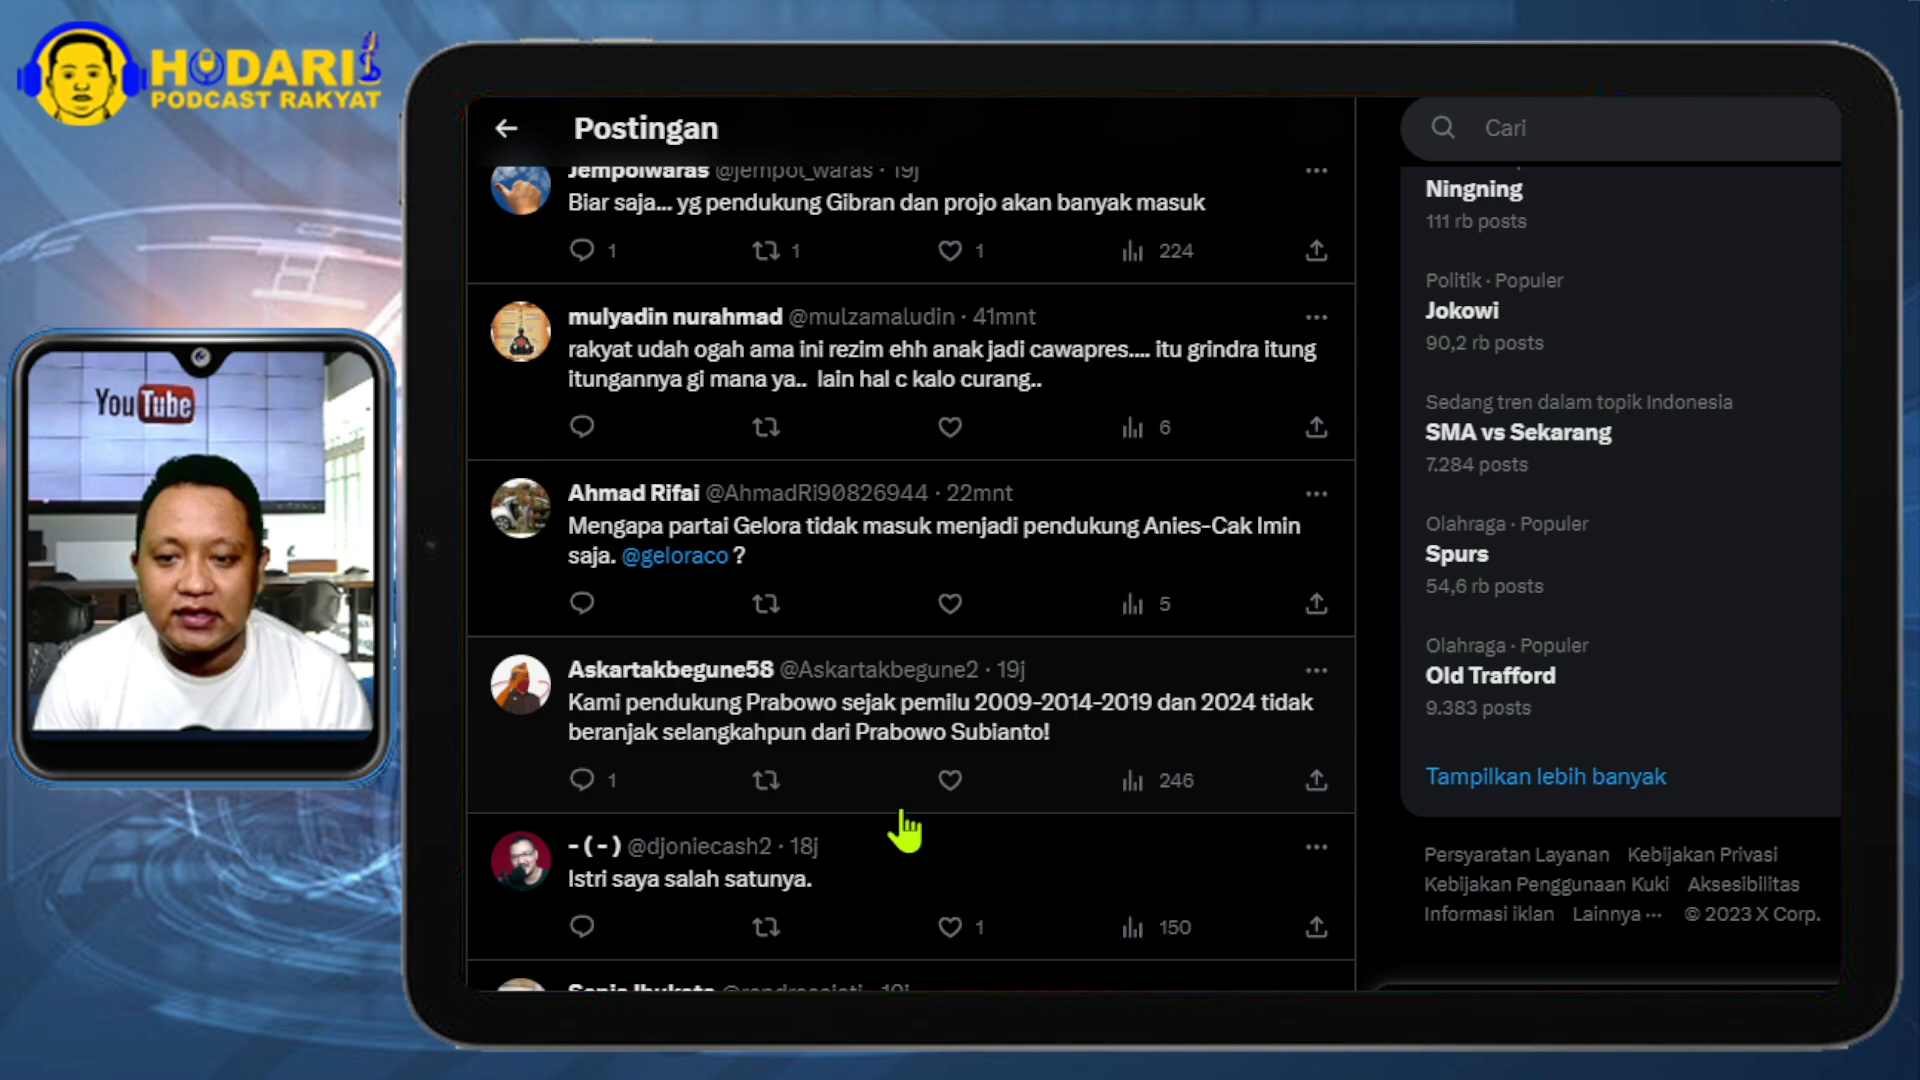 HODARI
PODCAST RAKYAT
YouTube
Postingan
Jempolwaras @jempol_waras · 19j
Biar saja... yg pendukung Gibran dan projo akan banyak masuk
1 1 1 224
mulyadin nurahmad @mulzamaludin · 41mnt
rakyat udah ogah ama ini rezim ehh anak jadi cawapres.... itu grindra itung
itungannya gi mana ya.. lain hal c kalo curang..
6
Ahmad Rifai @AhmadRi90826944 · 22mnt
Mengapa partai Gelora tidak masuk menjadi pendukung Anies-Cak Imin
saja. @geloraco ?
5
Askartakbegune58 @Askartakbegune2 · 19j
Kami pendukung Prabowo sejak pemilu 2009-2014-2019 dan 2024 tidak
beranjak selangkahpun dari Prabowo Subianto!
1 246
- ( - ) @djoniecash2 · 18j
Istri saya salah satunya.
1 150
Cari
Ningning
111 rb posts
Politik · Populer
Jokowi
90,2 rb posts
Sedang tren dalam topik Indonesia
SMA vs Sekarang
7.284 posts
Olahraga · Populer
Spurs
54,6 rb posts
Olahraga · Populer
Old Trafford
9.383 posts
Tampilkan lebih banyak
Persyaratan Layanan Kebijakan Privasi
Kebijakan Penggunaan Kuki Aksesibilitas
Informasi iklan Lainnya ··· © 2023 X Corp.